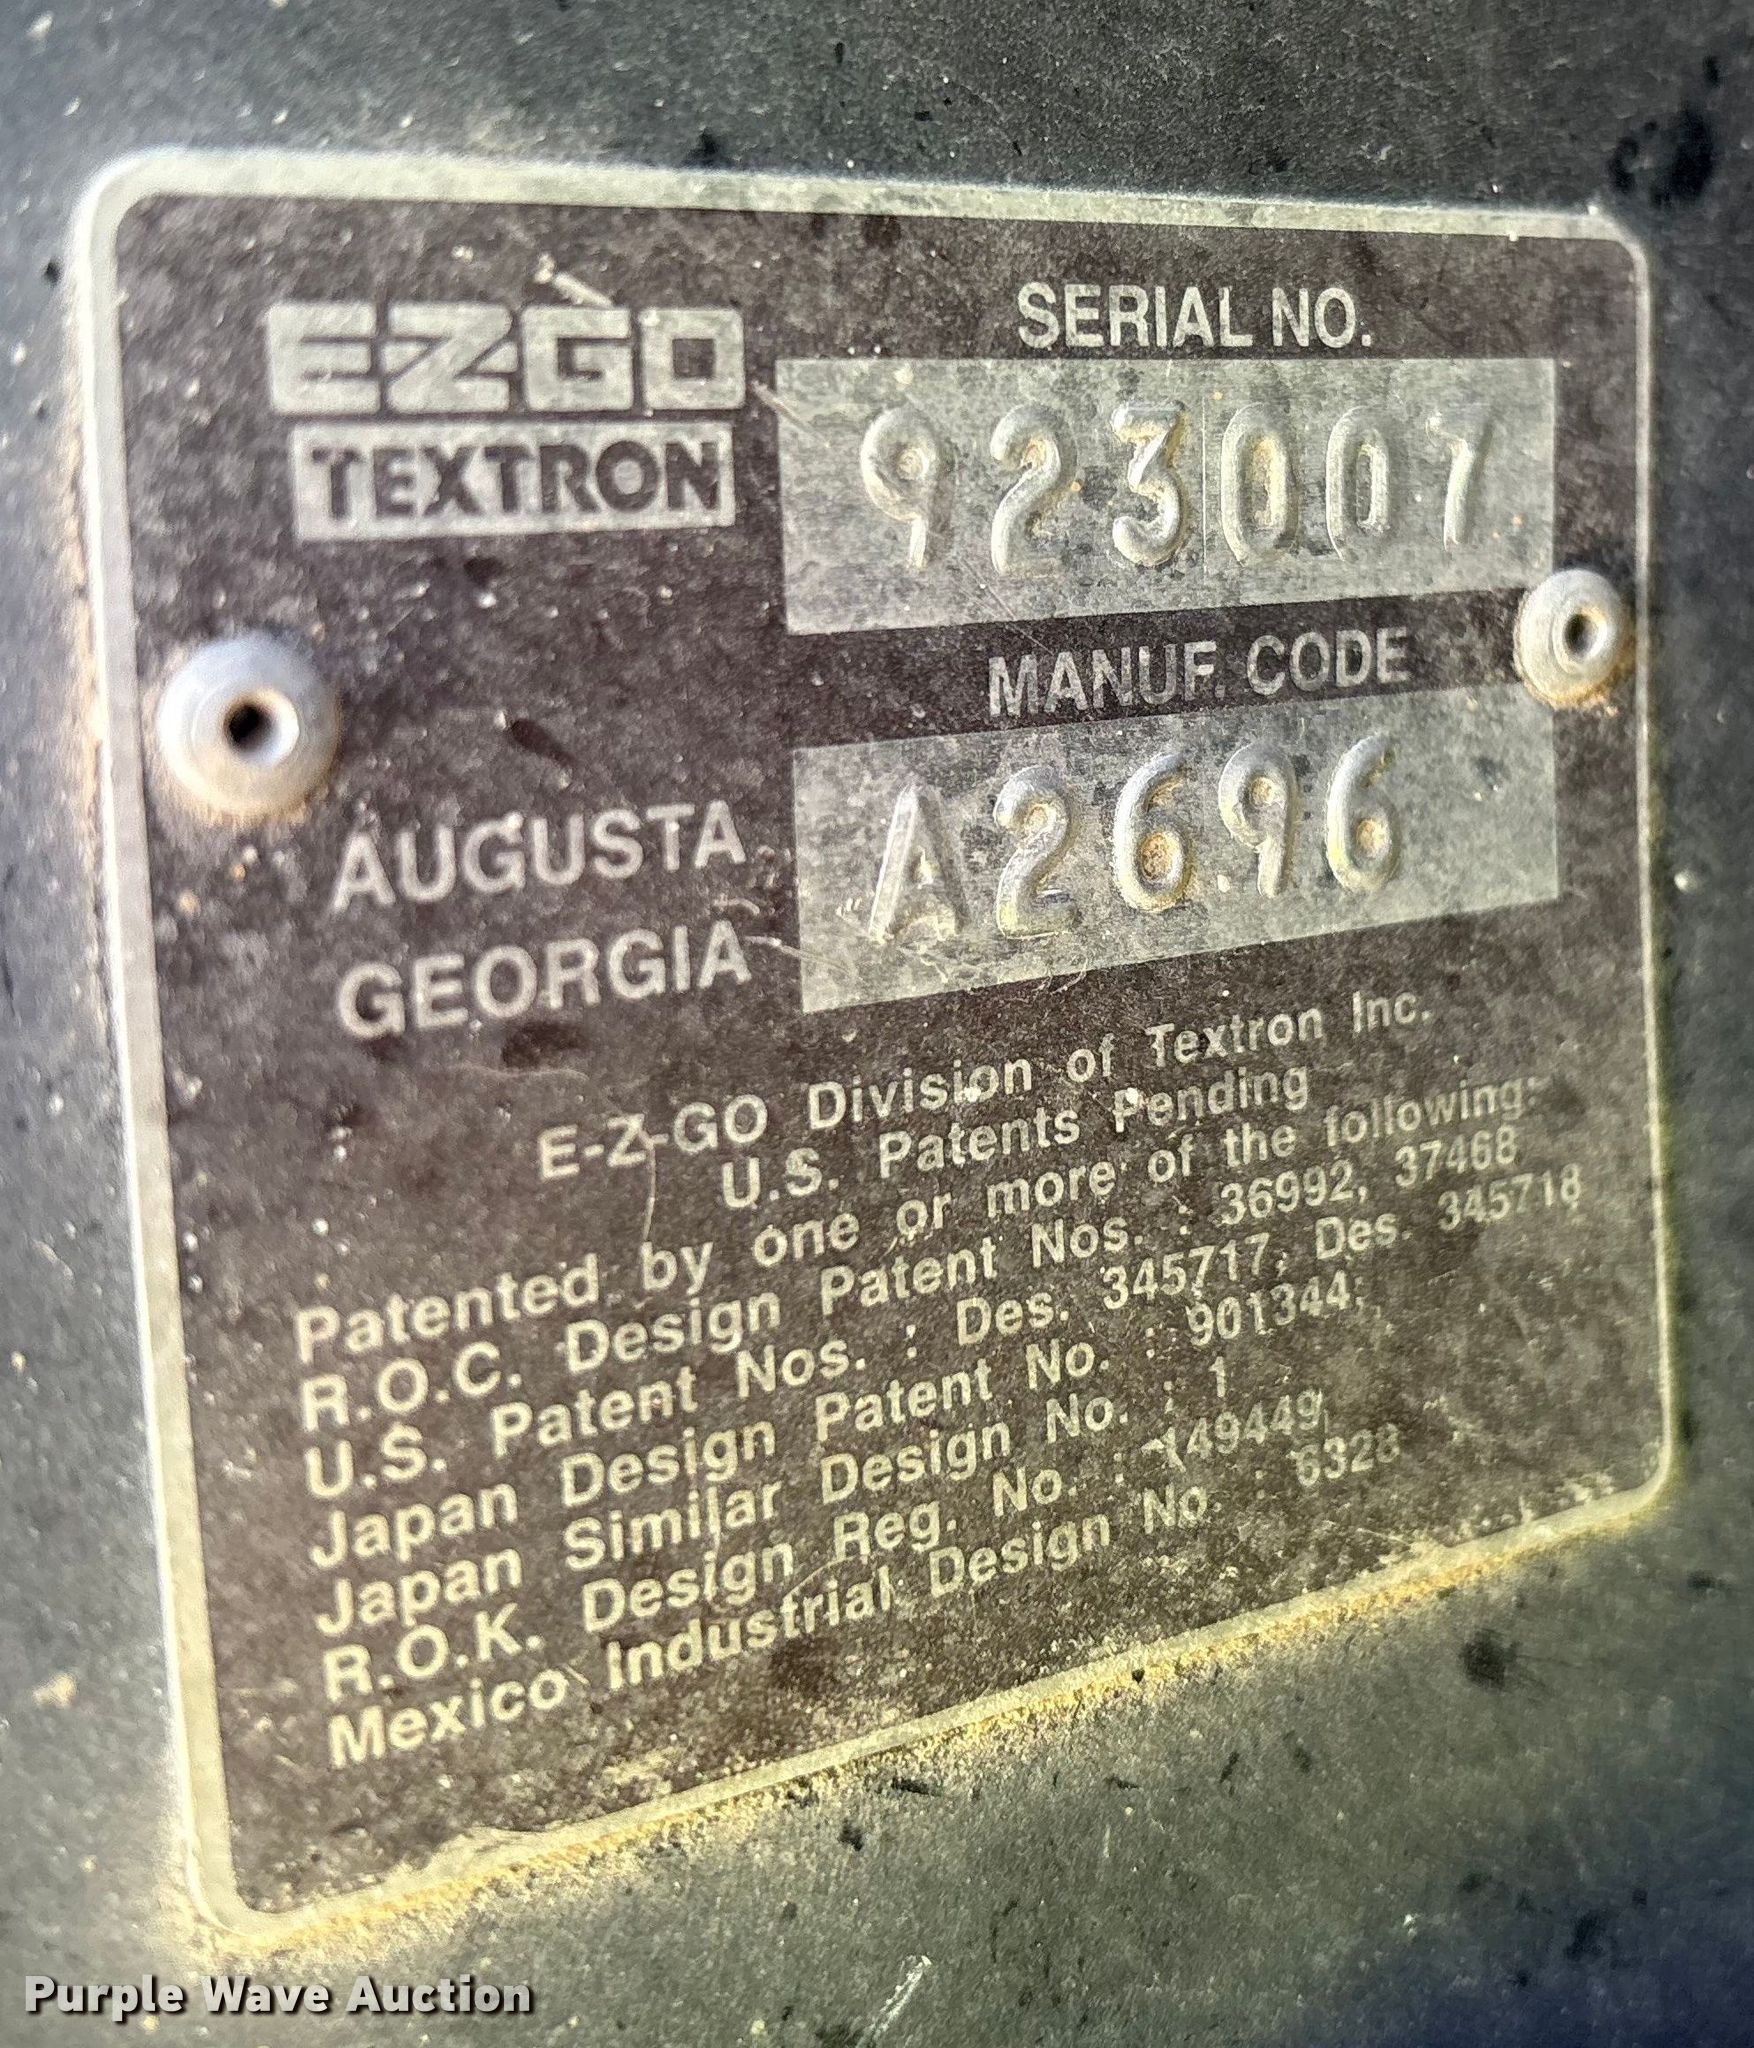 E-Z-GO
TEXTRON
SERIAL NO.
923007
MANUF. CODE
A2696
AUGUSTA
GEORGIA
E-Z-GO Division of Textron Inc.
U.S. Patents Pending
Patented by one or more of the following:
R.O.C. Design Patent Nos. : 36992, 37468
U.S. Patent Nos. : Des. 345717, Des. 345718
Japan Design Patent No. : 901344;
Japan Similar Design No. : 1
R.O.K. Design Reg. No. : 149449,
Mexico Industrial Design No. : 6328
Purple Wave Auction